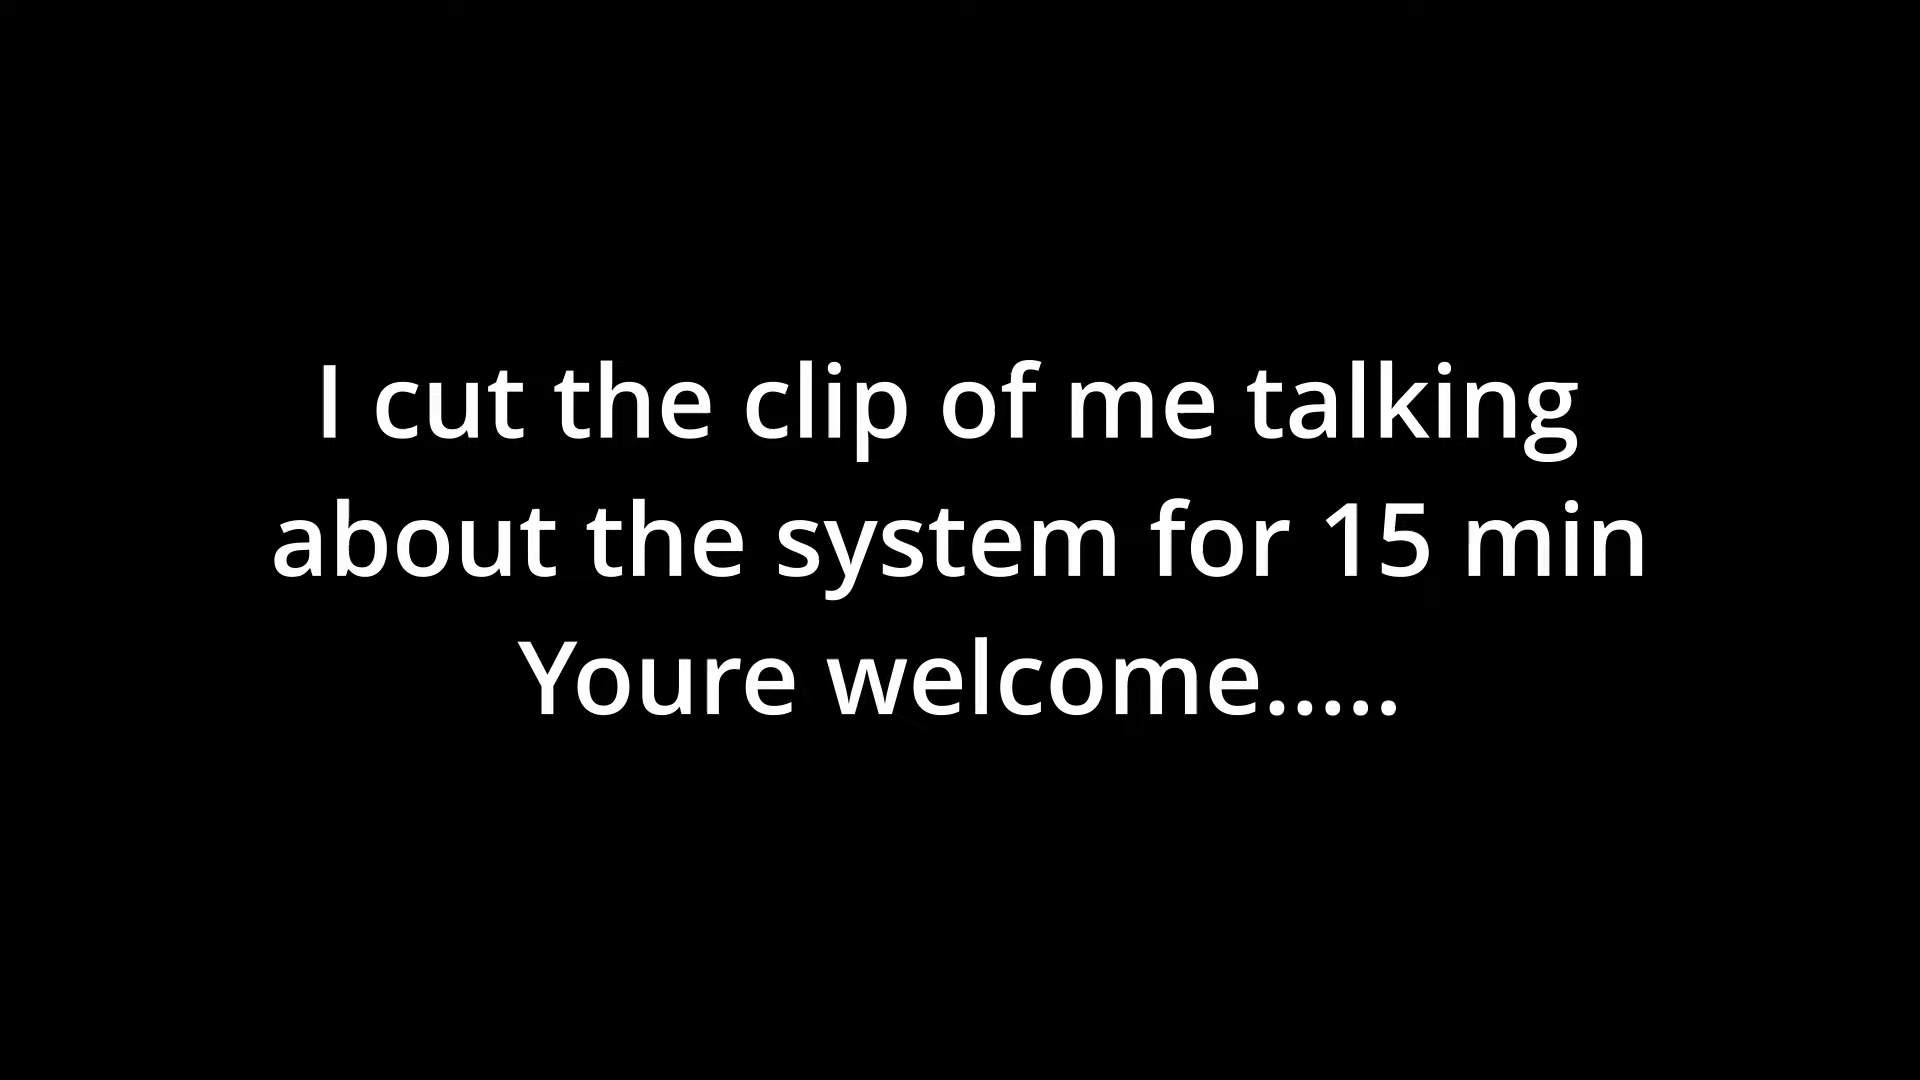 I cut the clip of me talking
about the system for 15 min
Youre welcome.....